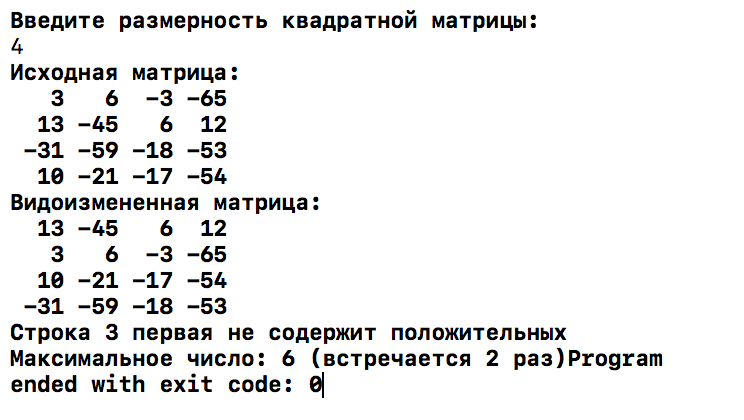 Введите размерность квадратной матрицы:
4
Исходная матрица:
3 6 -3 -65
13 -45 6 12
-31 -59 -18 -53
10 -21 -17 -54
Видоизмененная матрица:
13 -45 6 12
3 6 -3 -65
10 -21 -17 -54
-31 -59 -18 -53
Строка 3 первая не содержит положительных
Максимальное число: 6 (встречается 2 раз)Program
ended with exit code: 0